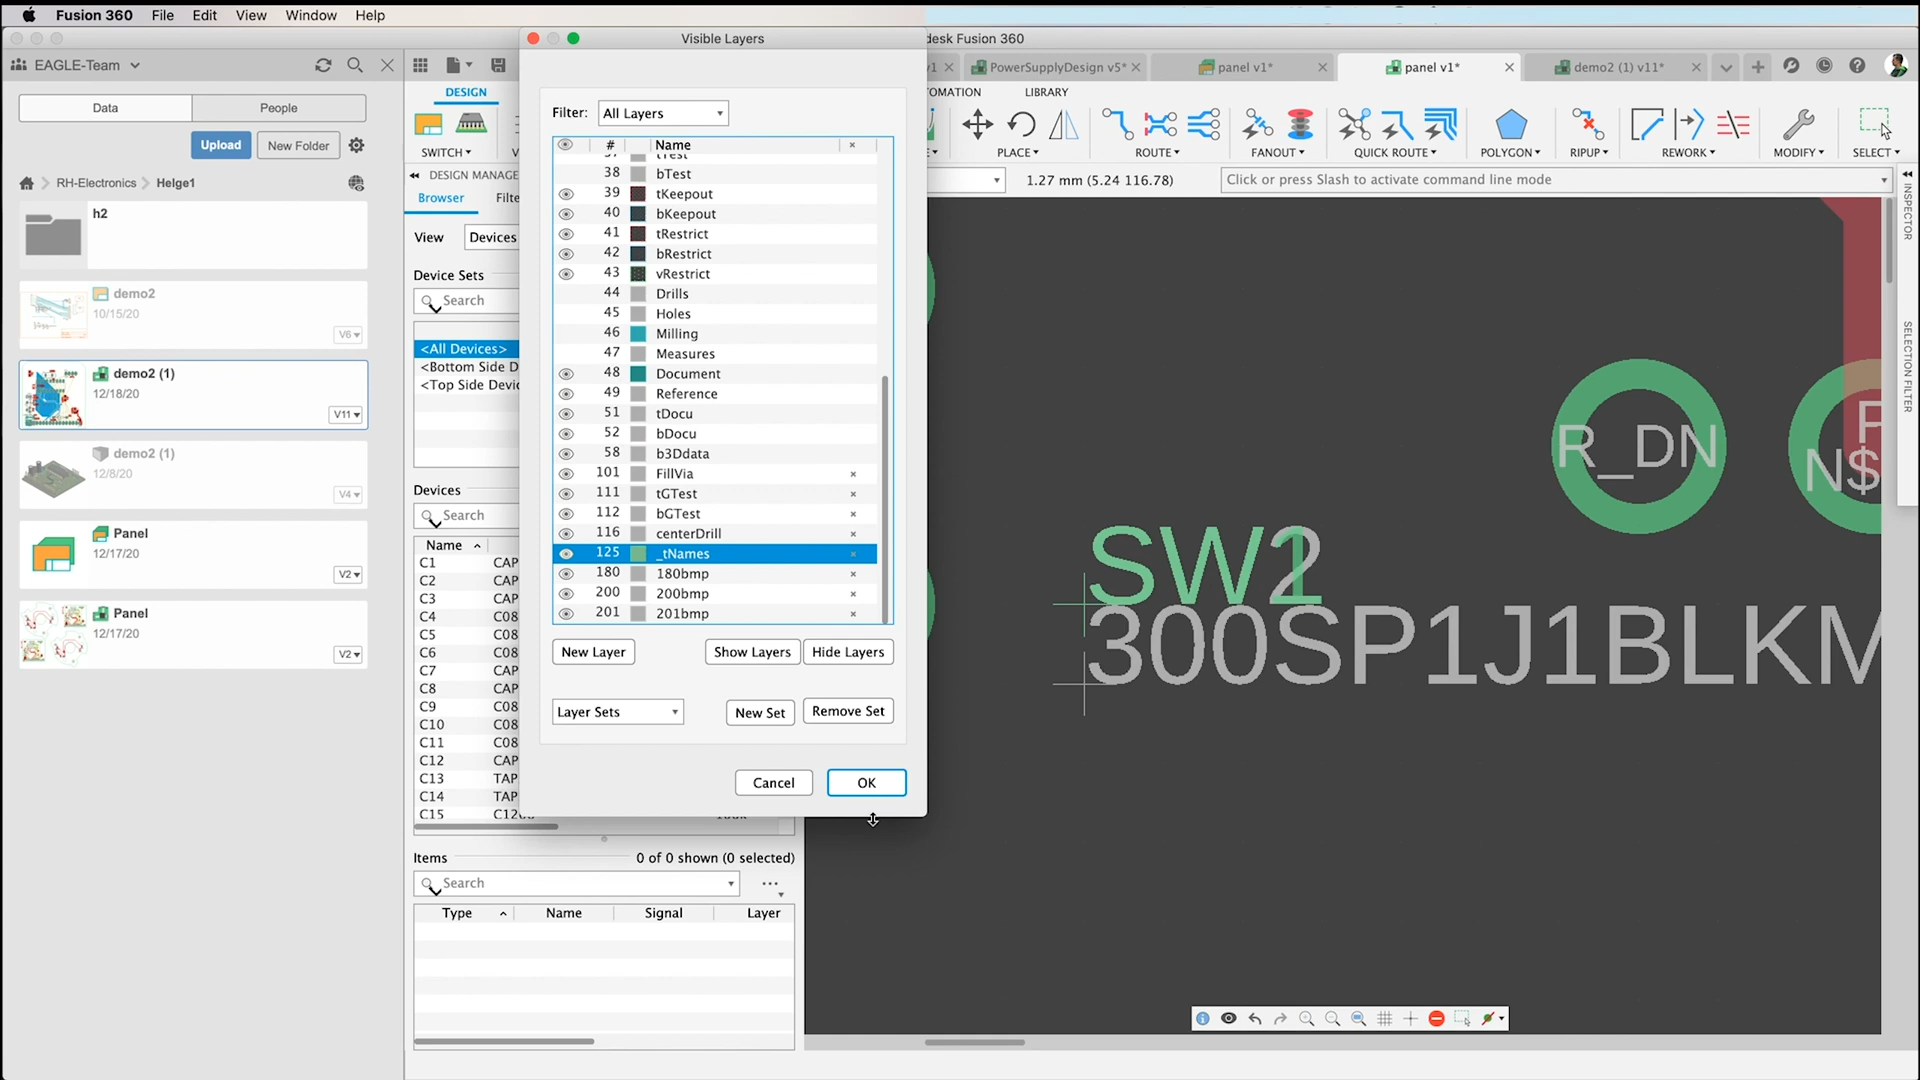 Fusion 360 File Edit View Window Help
Visible Layers
desk Fusion 360
EAGLE-Team
v1 PowerSupplyDesign v5* panel v1* panel v1* demo2 (1) v11*
DESIGN
OMATION LIBRARY
Data People
Upload New Folder
SWITCH
PLACE ROUTE FANOUT QUICK ROUTE POLYGON RIPUP REWORK MODIFY SELECT
RH-Electronics Helge1
DESIGN MANAGE
1.27 mm (5.24 116.78)
Click or press Slash to activate command line mode
Browser Filte
View Devices
Device Sets
Search
<All Devices>
<Bottom Side D
<Top Side Devic
Devices
Search
Name
C1 CAP
C2 CAP
C3 CAP
C4 C08
C5 C08
C6 C08
C7 CAP
C8 CAP
C9 C08
C10 C08
C11 C08
C12 CAP
C13 TAP
C14 TAP
C15 C1206
Items 0 of 0 shown (0 selected)
Search
Type Name Signal Layer
h2
demo2
10/15/20
V6
demo2 (1)
12/18/20
V11
demo2 (1)
12/8/20
V4
Panel
12/17/20
V2
Panel
12/17/20
V2
Filter: All Layers
# Name
37 tTest
38 bTest
39 tKeepout
40 bKeepout
41 tRestrict
42 bRestrict
43 vRestrict
44 Drills
45 Holes
46 Milling
47 Measures
48 Document
49 Reference
51 tDocu
52 bDocu
58 b3Ddata
101 FillVia
111 tGTest
112 bGTest
116 centerDrill
125 _tNames
180 180bmp
200 200bmp
201 201bmp
New Layer Show Layers Hide Layers
Layer Sets New Set Remove Set
Cancel OK
R_DN
N$
SW
300SP1J1BLKM
INSPECTOR
SELECTION FILTER